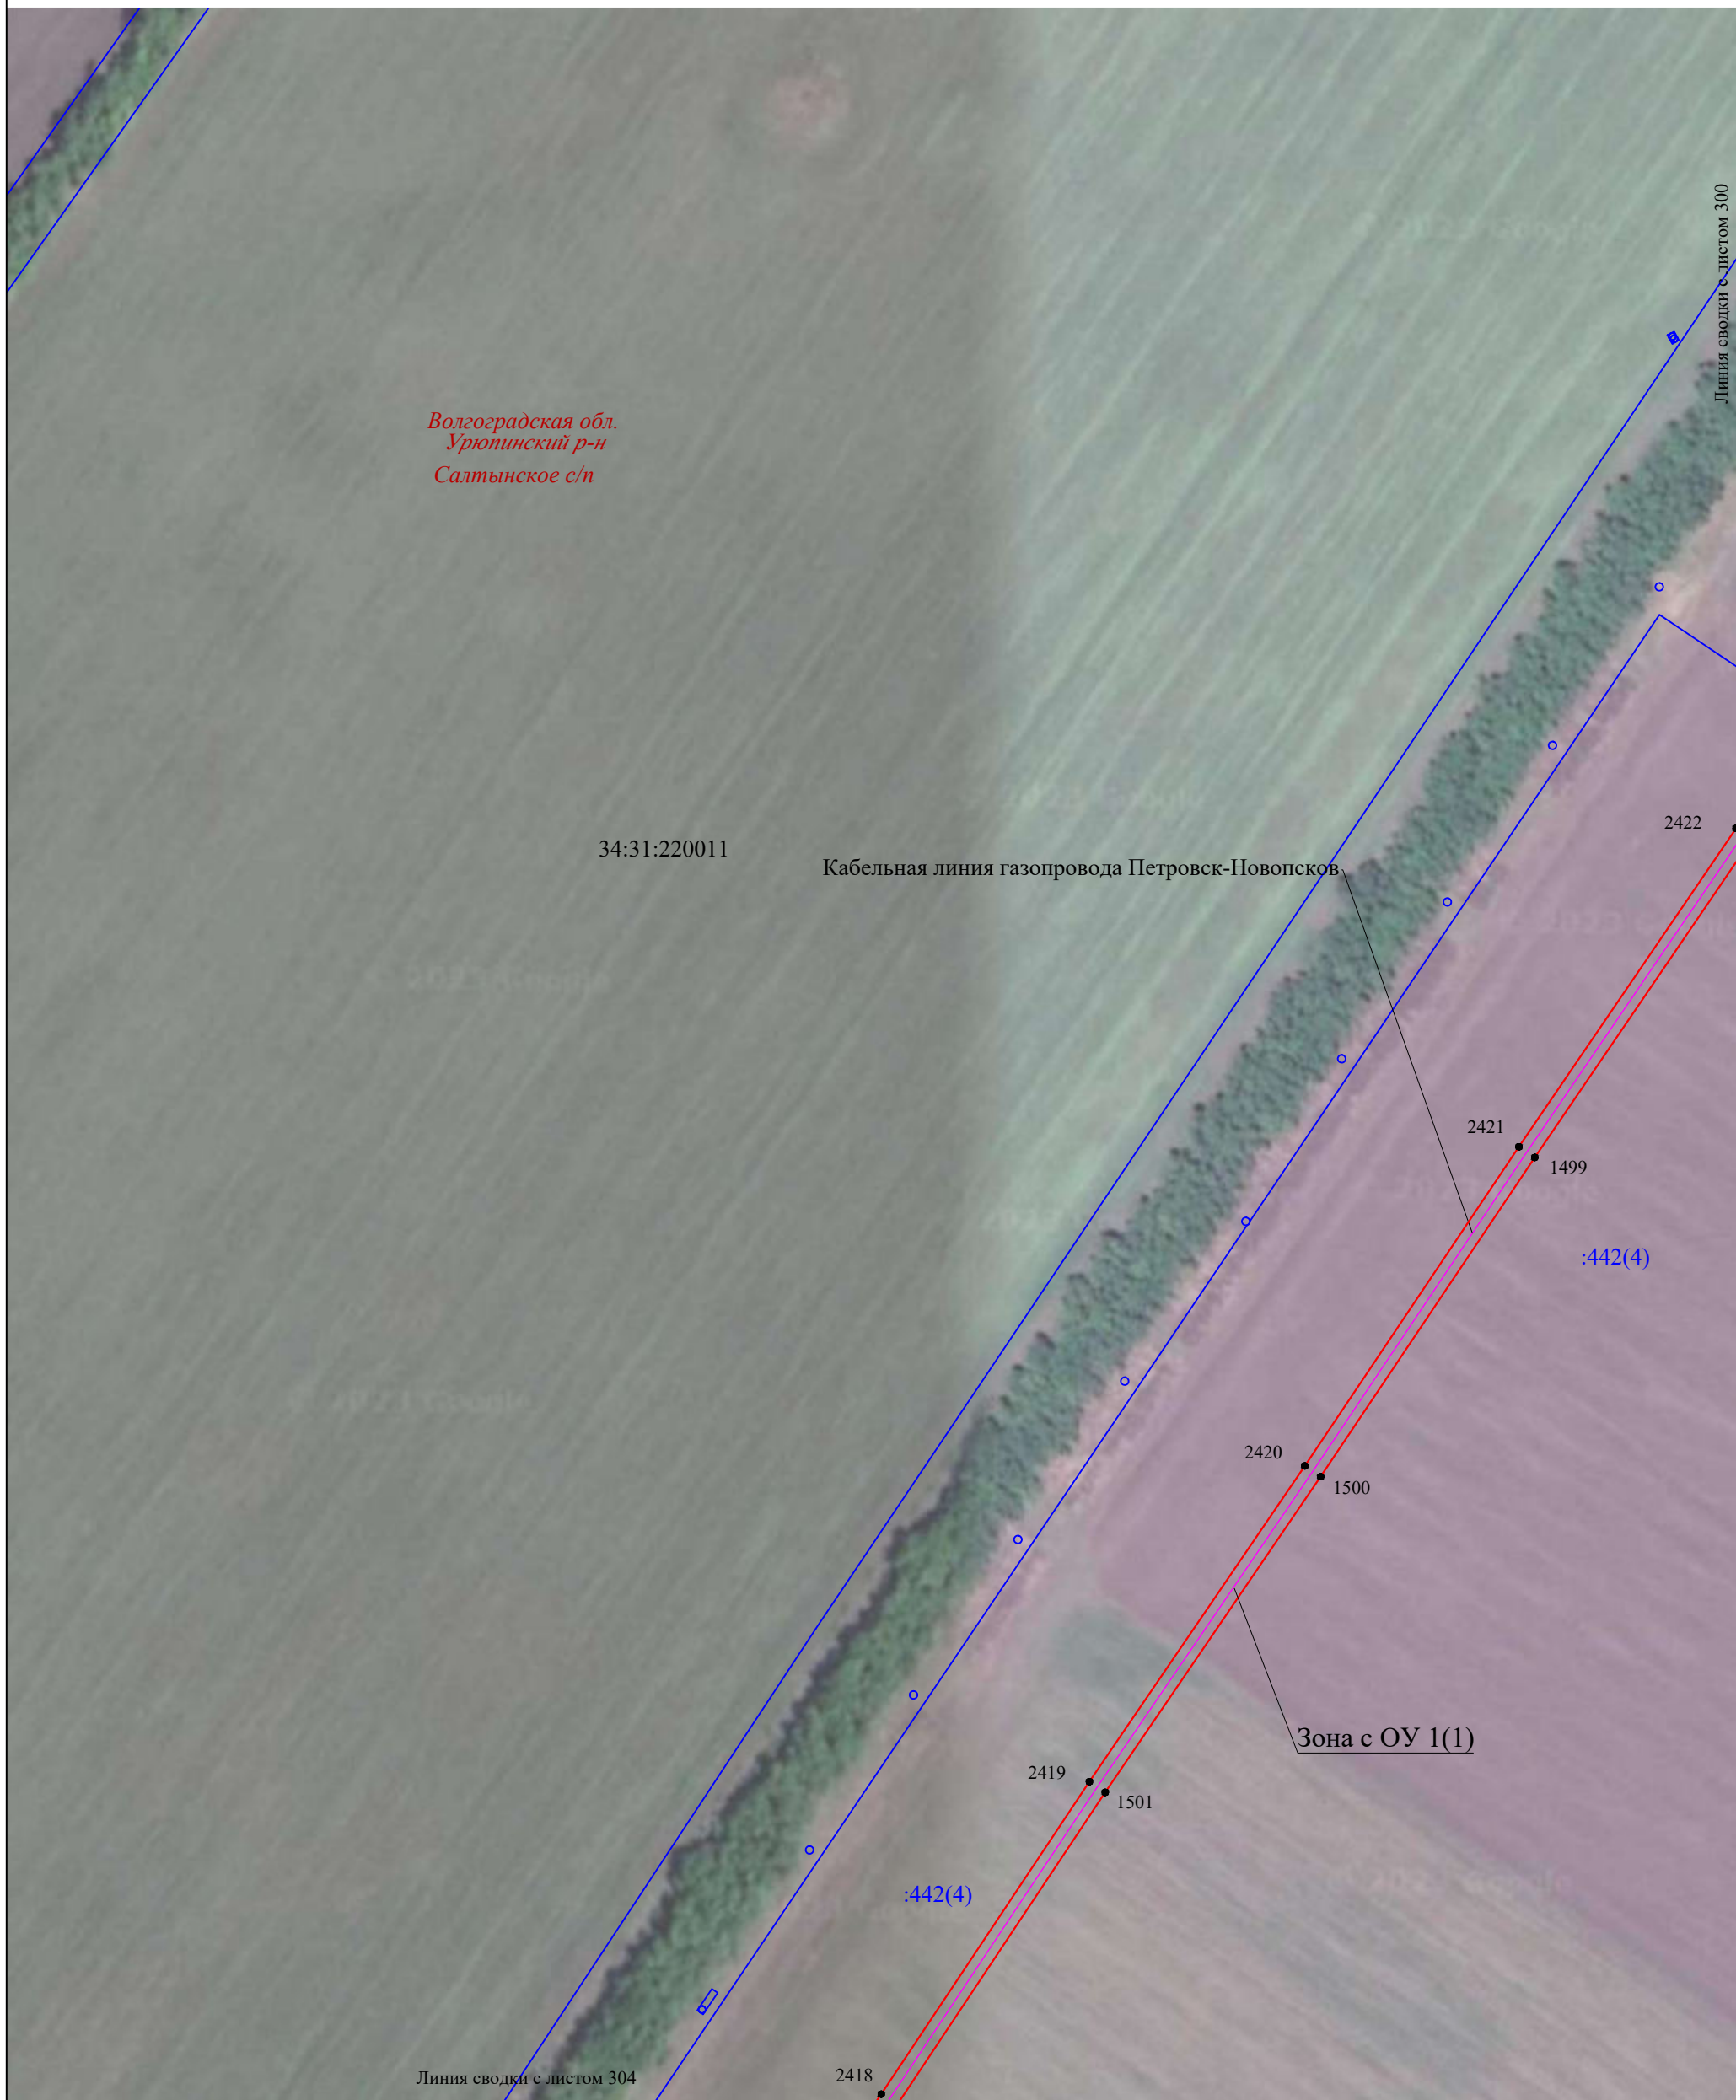 Линия сводки с листом 300
Волгоградская обл.
Урюпинский р-н
Салтынское с/п
2422
34:31:220011
Кабельная линия газопровода Петровск-Новопсков
2421
1499
:442(4)
2420
1500
Зона с ОУ 1(1)
2419
1501
:442(4)
2418
Линия сводки с листом 304